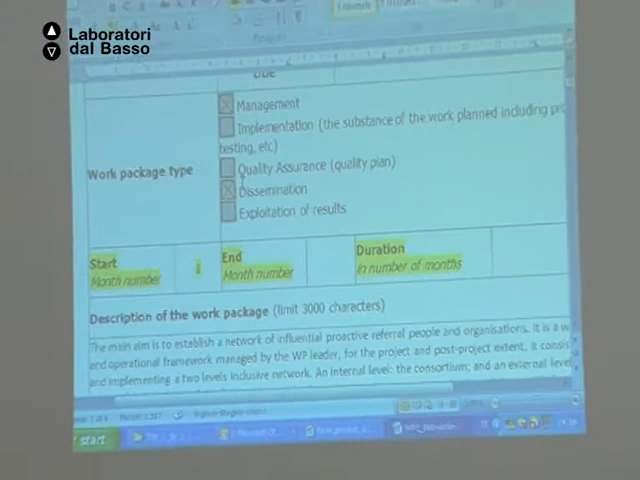 Laboratori
dal Basso
Management
Implementation (the substance of the work planned including
testing, etc)
Work package type
Quality Assurance (quality plan)
Dissemination
Exploitation of results
Start
Month number
1
End
Month number
Duration
In number of months
Description of the work package (limit 3000 characters)
The main aim is to establish a network of influential proactive referral people and organisations. It is a
and operational framework managed by the WP leader, for the project and post-project extent. It
and implementing a two levels inclusive network. An internal level: the consortium; and an external level
start